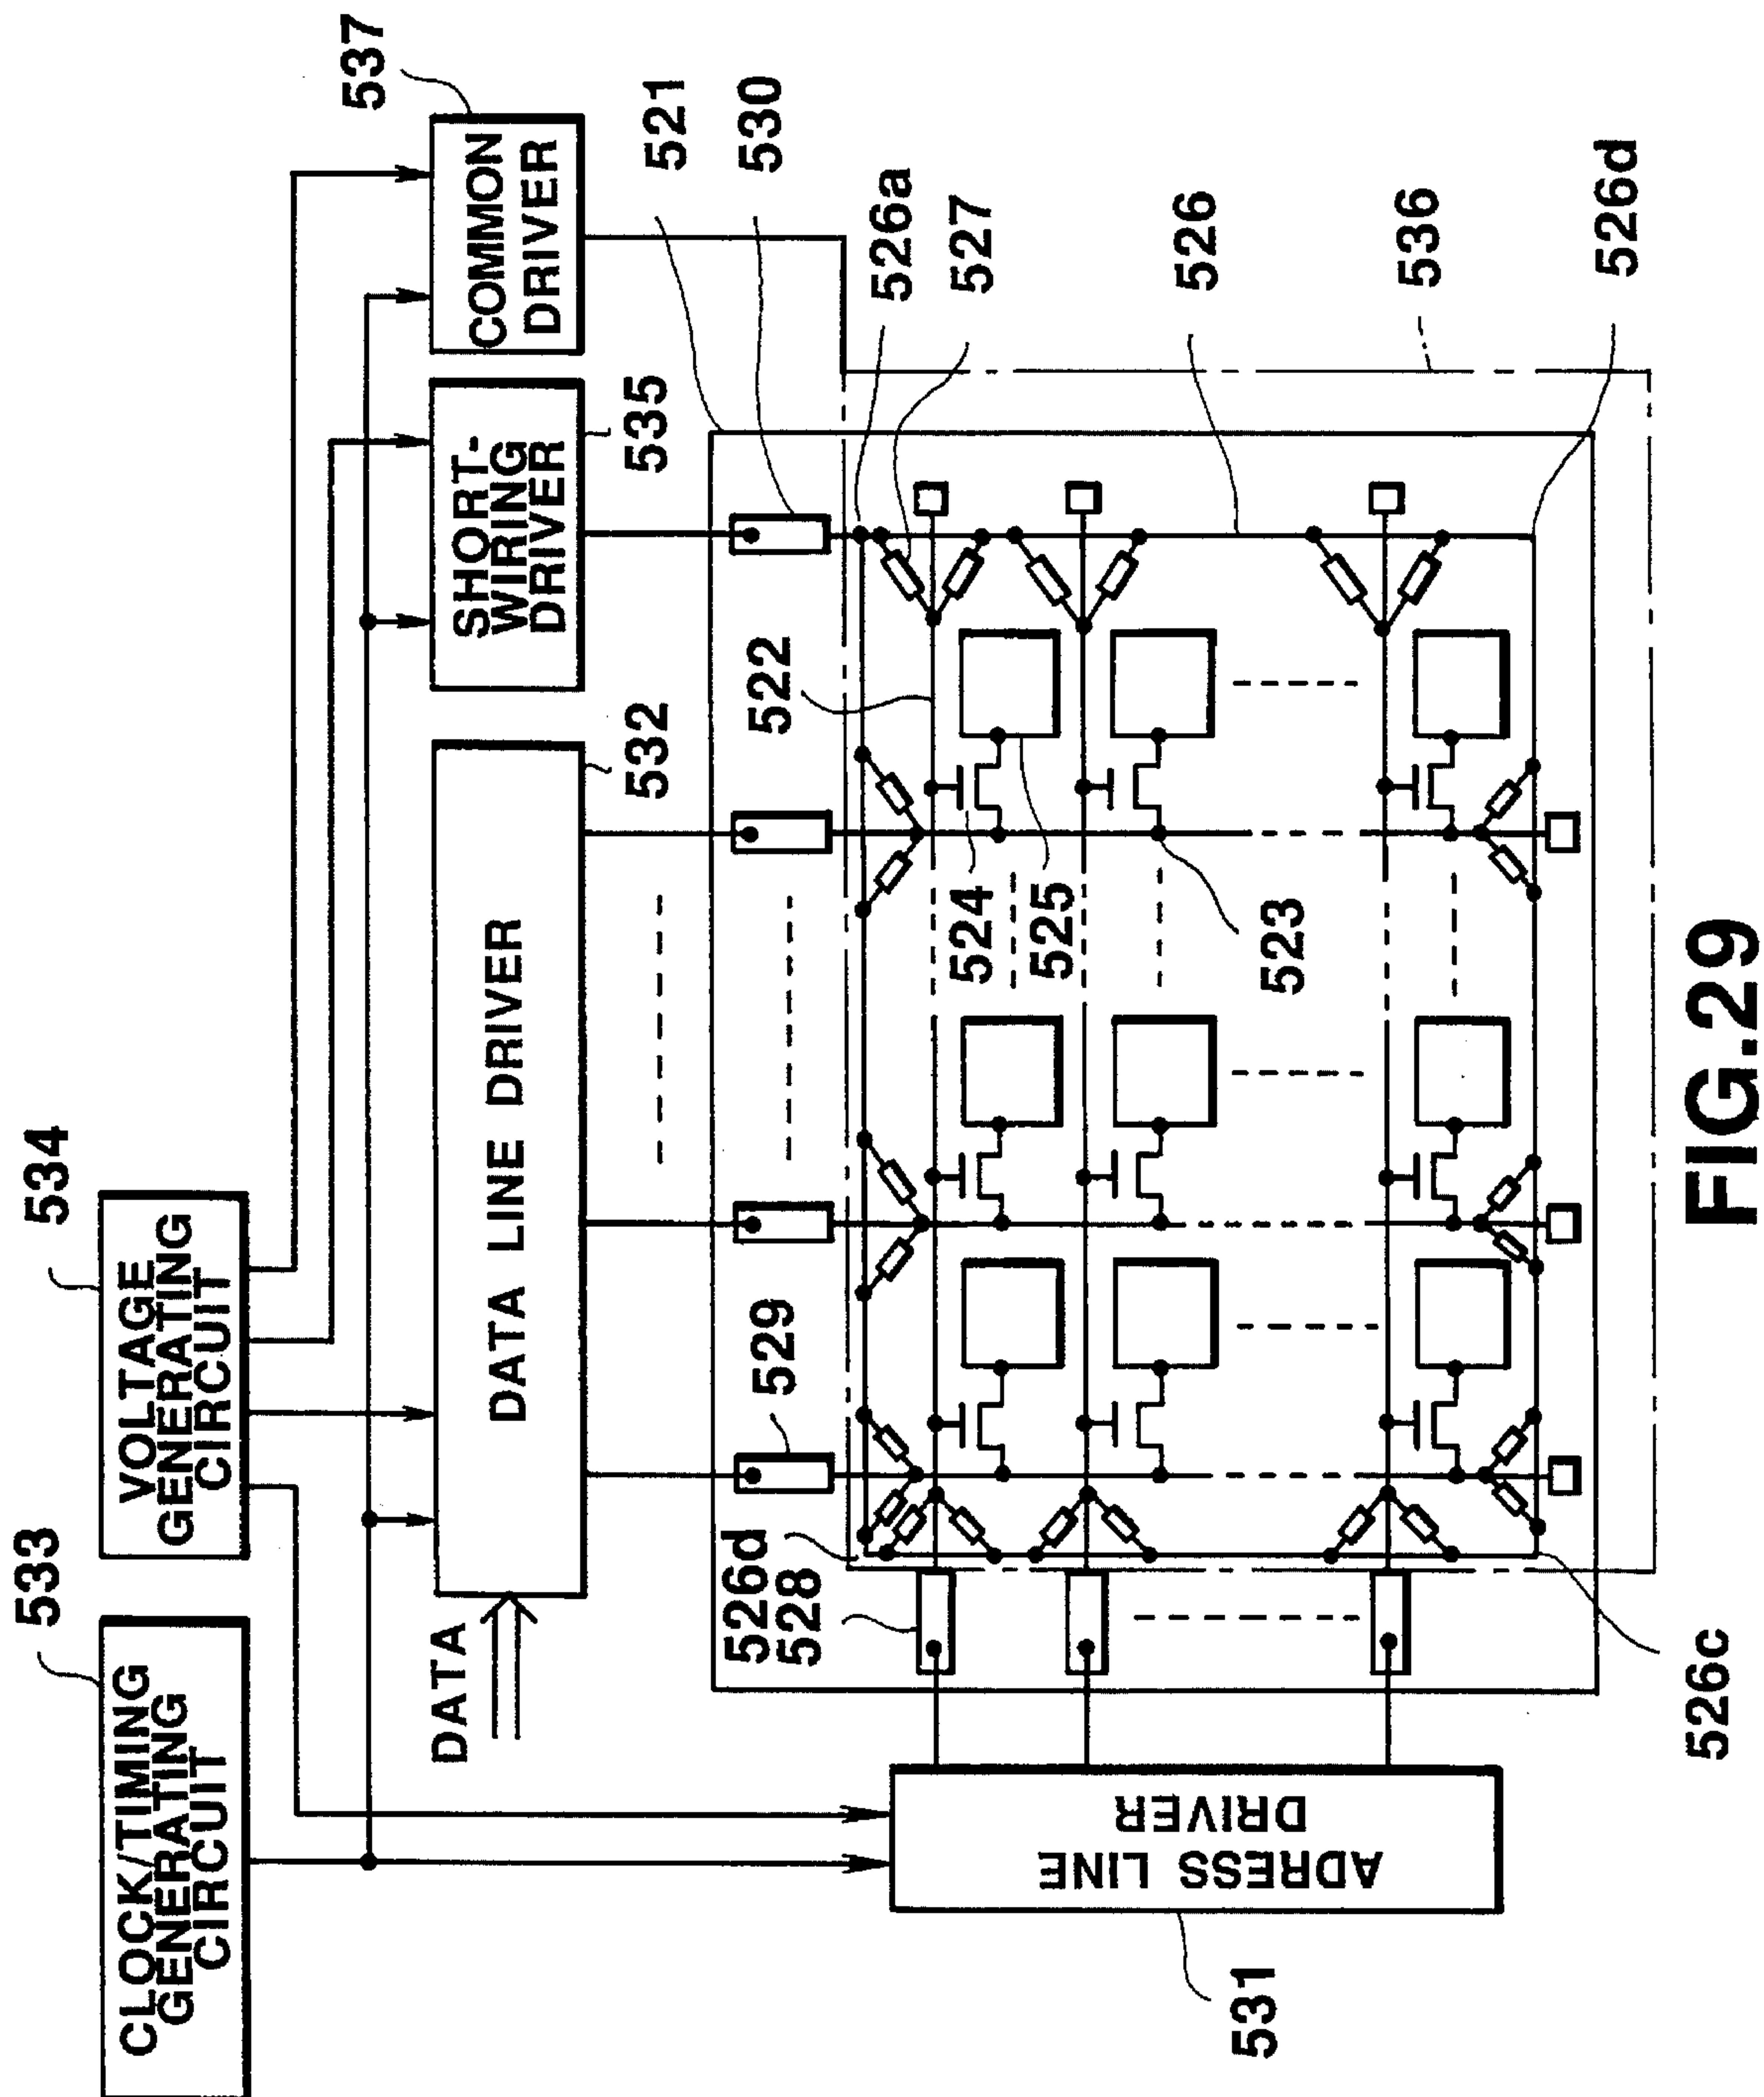 533
534
CLOCK/TIMING
GENERATING
CIRCUIT
VOLTAGE
GENERATING
CIRCUIT
537
DATA
DATA LINE DRIVER
532
SHORT-
WIRING
DRIVER
535
COMMON
DRIVER
521
530
526d
528
529
522
526a
527
524
525
523
526
536
526d
526c
ADRESS LINE
DRIVER
531
FIG.29